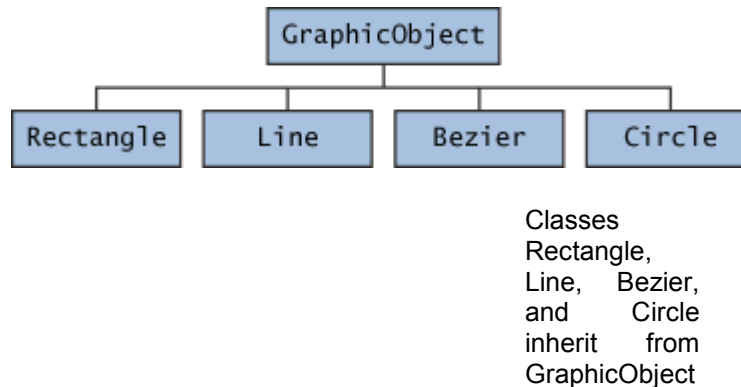 GraphicObject
Rectangle Line Bezier Circle
Classes
Rectangle,
Line, Bezier,
and Circle
inherit from
GraphicObject